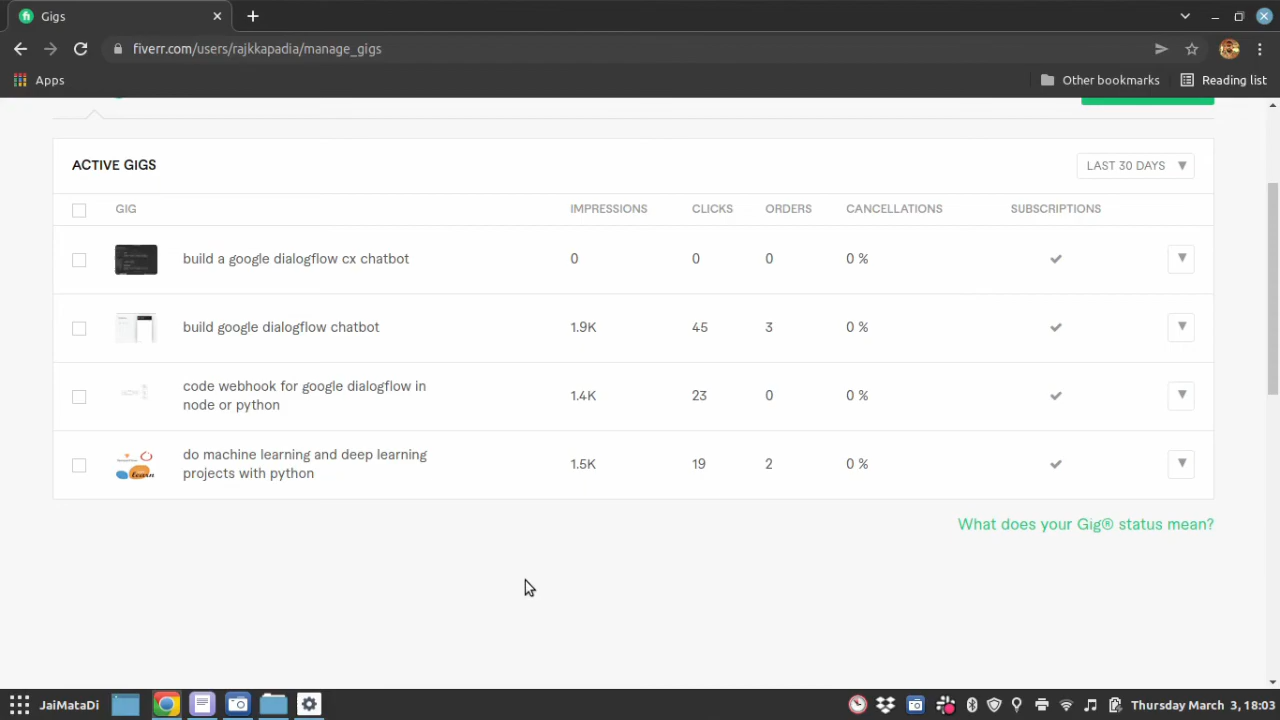 Gigs
fiverr.com/users/rajkkapadia/manage_gigs
Apps
Other bookmarks
Reading list
ACTIVE GIGS
LAST 30 DAYS
GIG IMPRESSIONS CLICKS ORDERS CANCELLATIONS SUBSCRIPTIONS
build a google dialogflow cx chatbot 0 0 0 0 %
build google dialogflow chatbot 1.9K 45 3 0 %
code webhook for google dialogflow in
node or python 1.4K 23 0 0 %
do machine learning and deep learning
projects with python 1.5K 19 2 0 %
What does your Gig® status mean?
JaiMataDi
Thursday March 3, 18:03